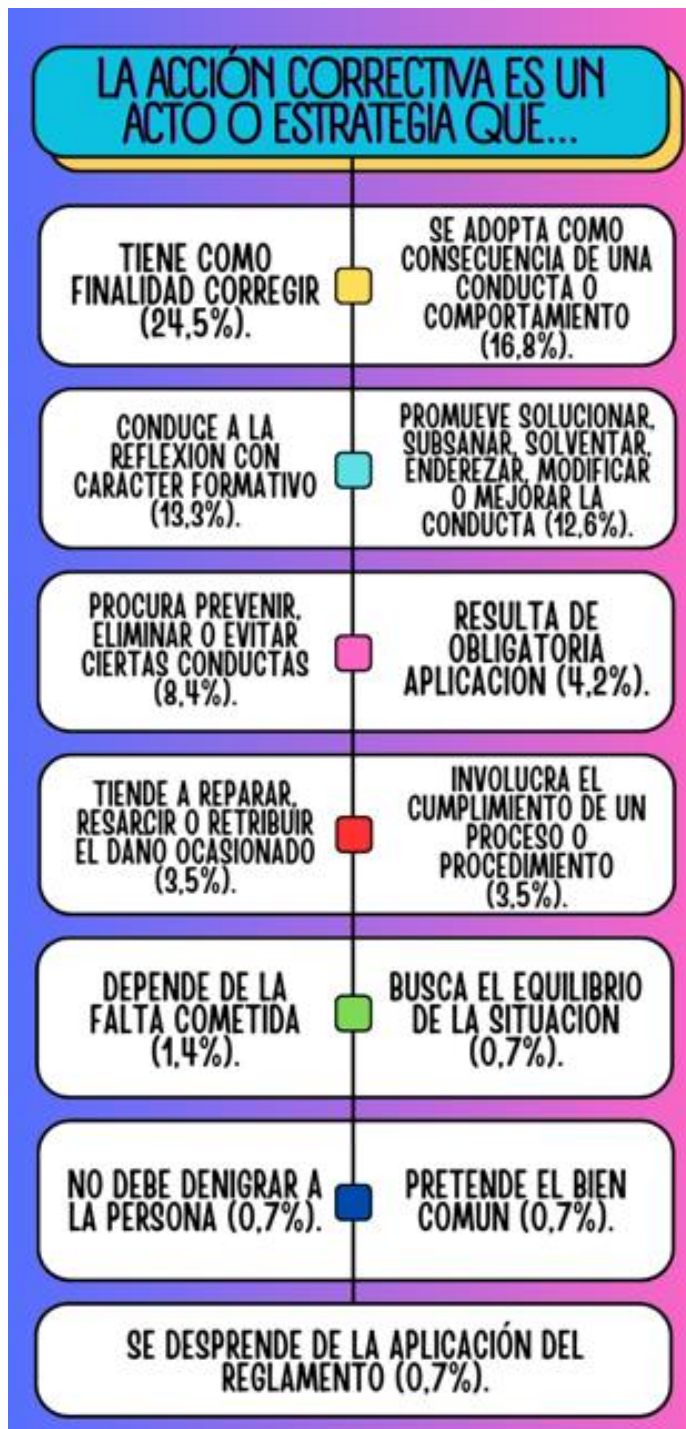 LA ACCIÓN CORRECTIVA ES UN
ACTO O ESTRATEGIA QUE...
TIENE COMO
FINALIDAD CORREGIR
(24,5%).
SE ADOPTA COMO
CONSECUENCIA DE UNA
CONDUCTA O
COMPORTAMIENTO
(16,8%).
CONDUCE A LA
REFLEXIÓN CON
CARÁCTER FORMATIVO
(13,3%).
PROMUEVE SOLUCIONAR,
SUBSANAR, SOLVENTAR,
ENDEREZAR, MODIFICAR
O MEJORAR LA
CONDUCTA (12,6%).
PROCURA PREVENIR,
ELIMINAR O EVITAR
CIERTAS CONDUCTAS
(8,4%).
RESULTA DE
OBLIGATORIA
APLICACIÓN (4,2%).
TIENDE A REPARAR,
RESARCIR O RETRIBUIR
EL DAÑO OCASIONADO
(3,5%).
INVOLUCRA EL
CUMPLIMIENTO DE UN
PROCESO O
PROCEDIMIENTO
(3,5%).
DEPENDE DE LA
FALTA COMETIDA
(1,4%).
BUSCA EL EQUILIBRIO
DE LA SITUACIÓN
(0,7%).
NO DEBE DENIGRAR A
LA PERSONA (0,7%).
PRETENDE EL BIEN
COMÚN (0,7%).
SE DESPRENDE DE LA APLICACIÓN DEL
REGLAMENTO (0,7%).